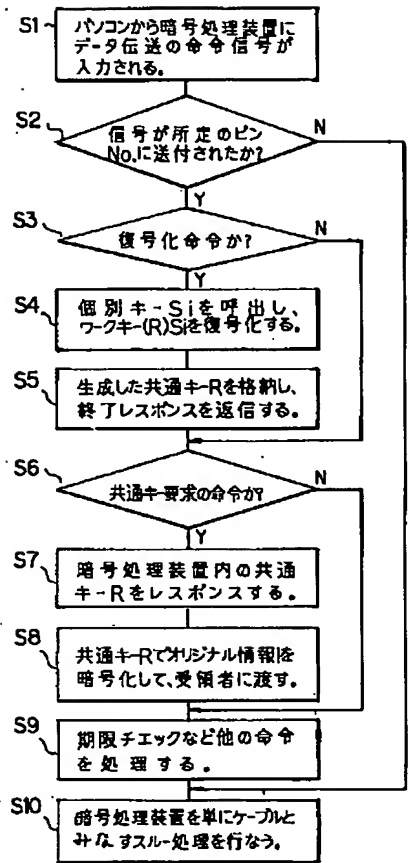 S1
パソコンから暗号処理装置に
データ伝送の命令信号が
入力される。
S2
信号が所定のピン
No.に送付されたか?
N
Y
S3
復号化命令か?
N
Y
S4
個別キーSiを呼出し、
ワークキー(R)Siを復号化する。
S5
生成した共通キーRを格納し、
終了レスポンスを返信する。
S6
共通キー要求の命令か?
N
Y
S7
暗号処理装置内の共通
キーRをレスポンスする。
S8
共通キーRでオリジナル情報を
暗号化して、受領者に渡す。
S9
期限チェックなど他の命令
を処理する。
S10
暗号処理装置を単にケーブルと
みなすスルー処理を行なう。